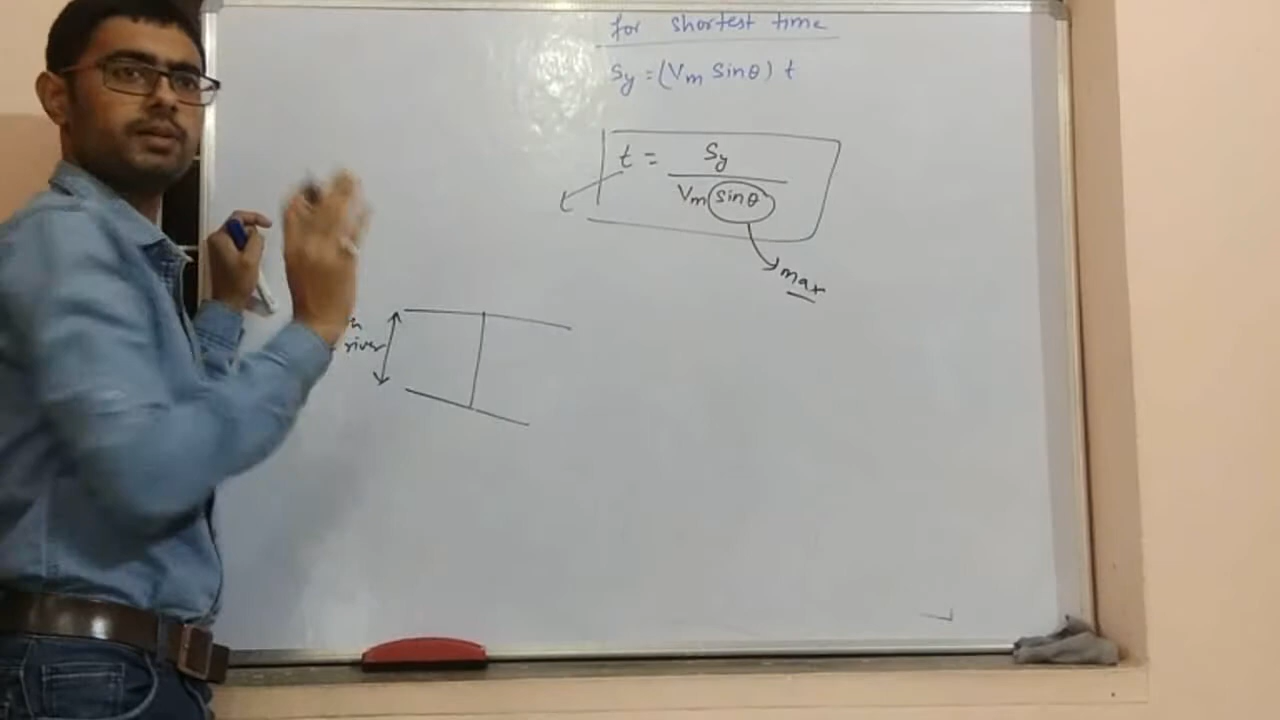 for shortest time
Sy = (Vm Sinθ) t
t = Sy / Vm Sinθ
max
river